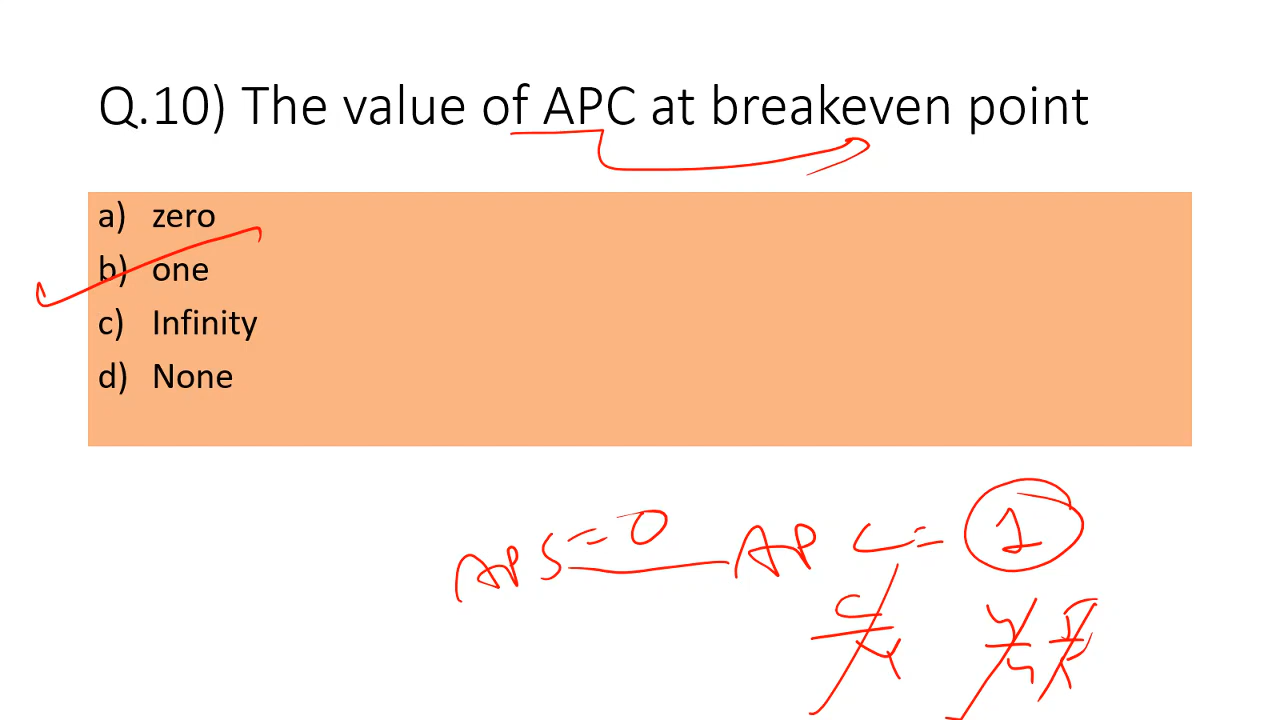 Q.10) The value of APC at breakeven point
a) zero
b) one
c) Infinity
d) None
APS = 0 APC = 1
C
Y